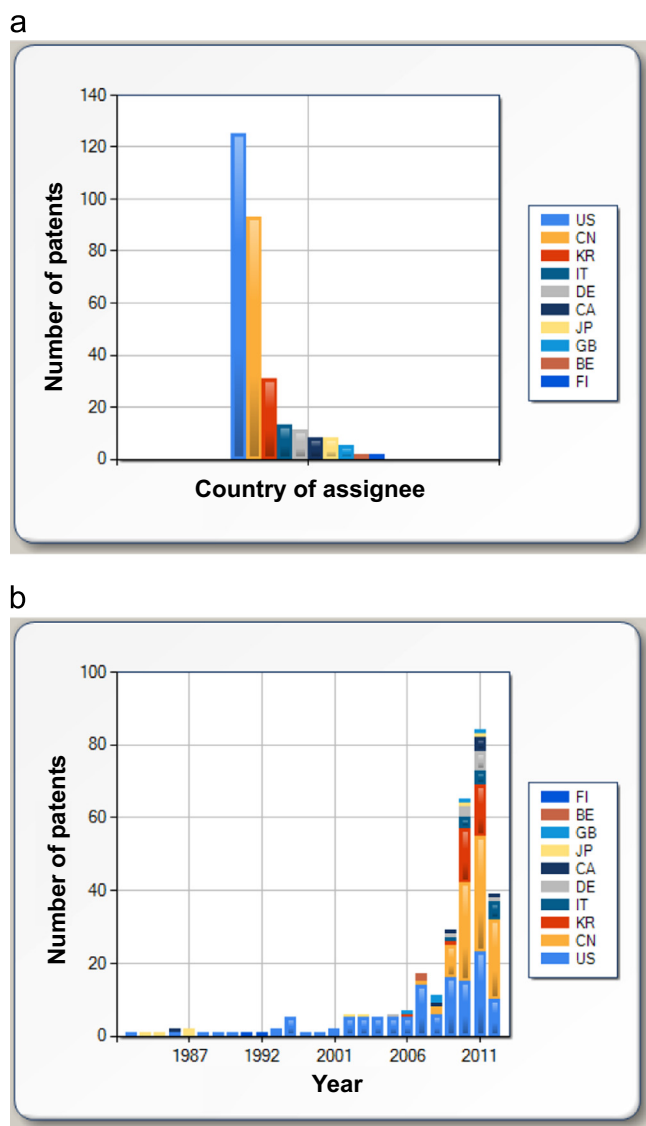 a
140
120
100
80
60
40
20
0
Number of patents
Country of assignee
US
CN
KR
IT
DE
CA
JP
GB
BE
FI
b
100
80
60
40
20
0
Number of patents
1987 1992 2001 2006 2011
Year
FI
BE
GB
JP
CA
DE
IT
KR
CN
US